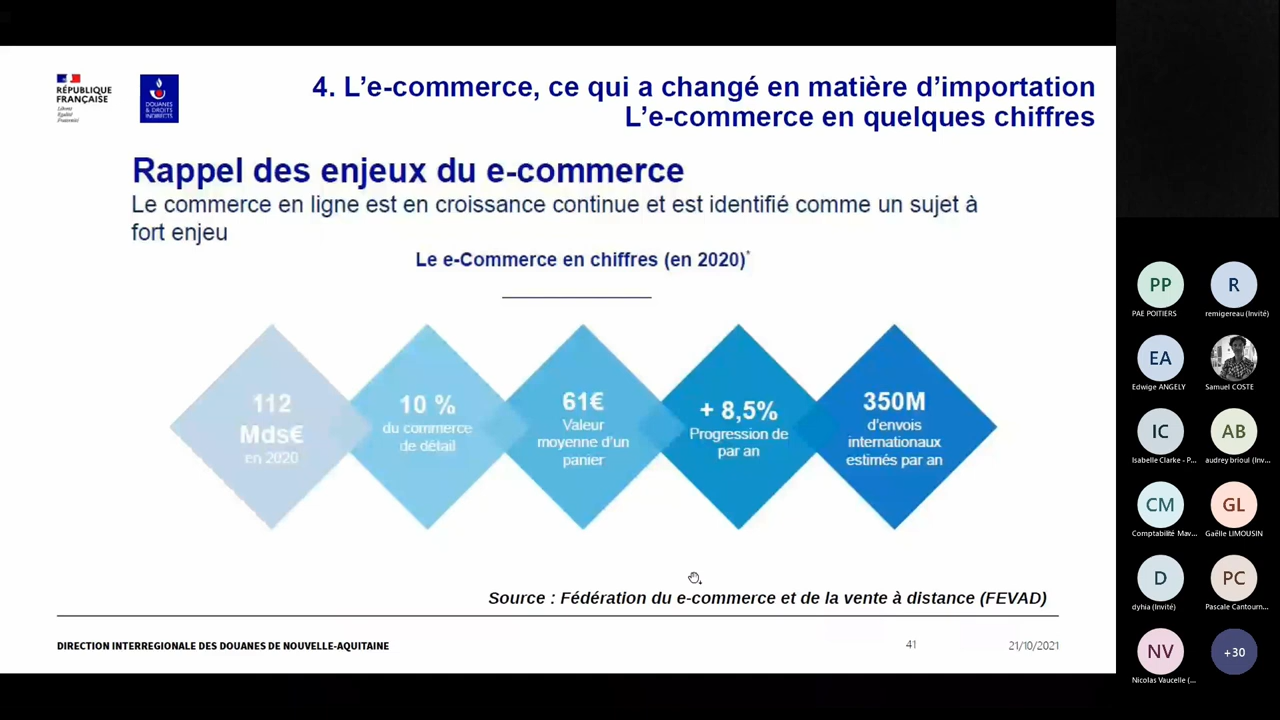 4. L’e-commerce, ce qui a changé en matière d’importation
L’e-commerce en quelques chiffres
RÉPUBLIQUE
FRANÇAISE
Liberté
Égalité
Fraternité
DOUANES
& DROITS
INDIRECTS
Rappel des enjeux du e-commerce
Le commerce en ligne est en croissance continue et est identifié comme un sujet à
fort enjeu
Le e-Commerce en chiffres (en 2020)*
112
Mds€
en 2020
10 %
du commerce
de détail
61€
Valeur
moyenne d’un
panier
+ 8,5%
Progression de
par an
350M
d’envois
internationaux
estimés par an
Source : Fédération du e-commerce et de la vente à distance (FEVAD)
DIRECTION INTERREGIONALE DES DOUANES DE NOUVELLE-AQUITAINE
41
21/10/2021
PP
PAE POITIERS
R
remigereau (Invité)
EA
Edwige ANGELY
Samuel COSTE
IC
Isabelle Clarke - P...
AB
audrey brioul (Inv...
CM
Comptabilité Mav...
GL
Gaëlle LIMOUSIN
D
dyhia (Invité)
PC
Pascale Cantourn...
NV
Nicolas Vaucelle (...
+30